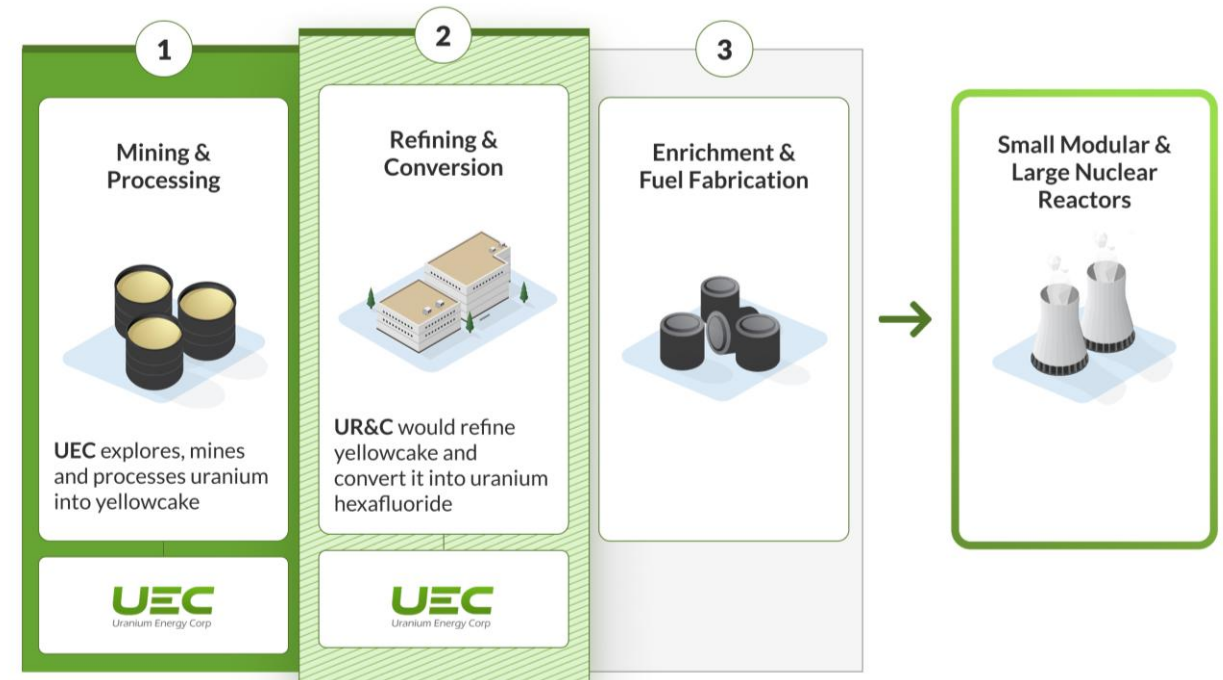 1
Mining &
Processing
UEC explores, mines
and processes uranium
into yellowcake
UEC
Uranium Energy Corp
2
Refining &
Conversion
UR&C would refine
yellowcake and
convert it into uranium
hexafluoride
UEC
Uranium Energy Corp
3
Enrichment &
Fuel Fabrication
Small Modular &
Large Nuclear
Reactors